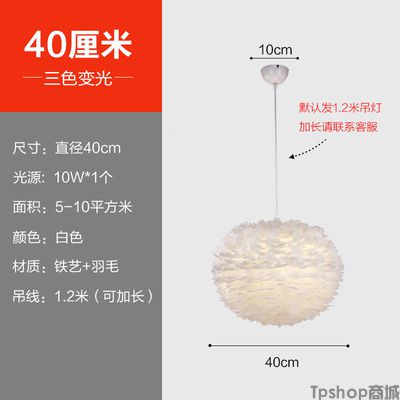 40厘米
三色变光
尺寸: 直径40cm
光源: 10W*1个
面积: 5-10平方米
颜色: 白色
材质: 铁艺+羽毛
吊线: 1.2米（可加长）
10cm
默认发1.2米吊灯
加长请联系客服
40cm
Tpshop商城